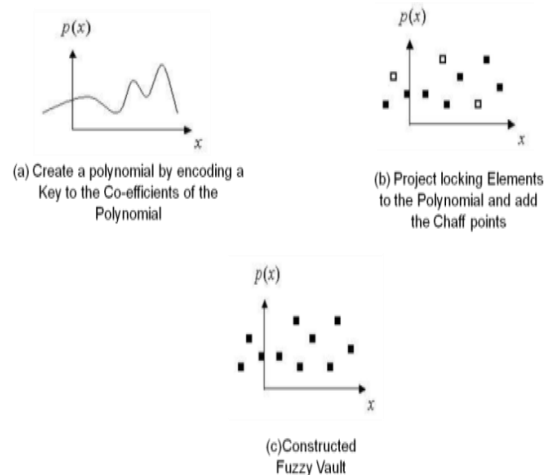 p(x)
x
(a) Create a polynomial by encoding a
Key to the Co-efficients of the
Polynomial
p(x)
x
(b) Project locking Elements
to the Polynomial and add
the Chaff points
p(x)
x
(c)Constructed
Fuzzy Vault